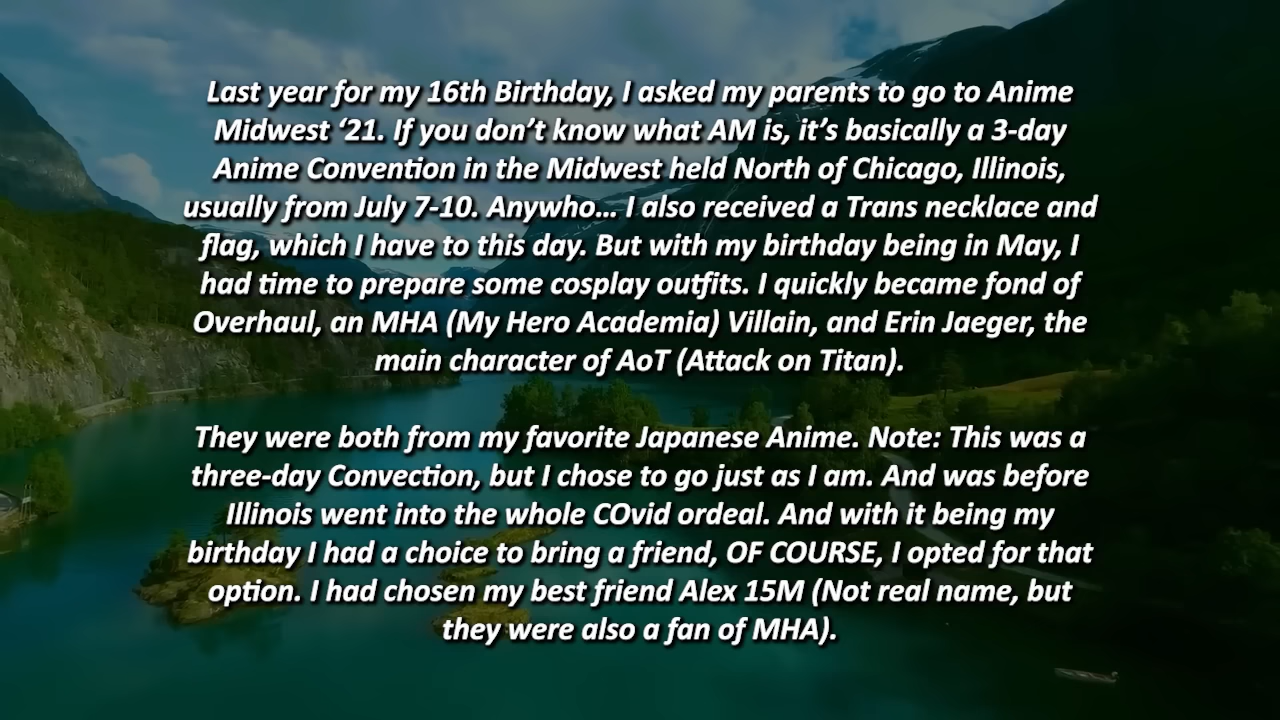 Last year for my 16th Birthday, I asked my parents to go to Anime
Midwest ‘21. If you don’t know what AM is, it’s basically a 3-day
Anime Convention in the Midwest held North of Chicago, Illinois,
usually from July 7-10. Anywho... I also received a Trans necklace and
flag, which I have to this day. But with my birthday being in May, I
had time to prepare some cosplay outfits. I quickly became fond of
Overhaul, an MHA (My Hero Academia) Villain, and Erin Jaeger, the
main character of AoT (Attack on Titan).
They were both from my favorite Japanese Anime. Note: This was a
three-day Convection, but I chose to go just as I am. And was before
Illinois went into the whole COvid ordeal. And with it being my
birthday I had a choice to bring a friend, OF COURSE, I opted for that
option. I had chosen my best friend Alex 15M (Not real name, but
they were also a fan of MHA).